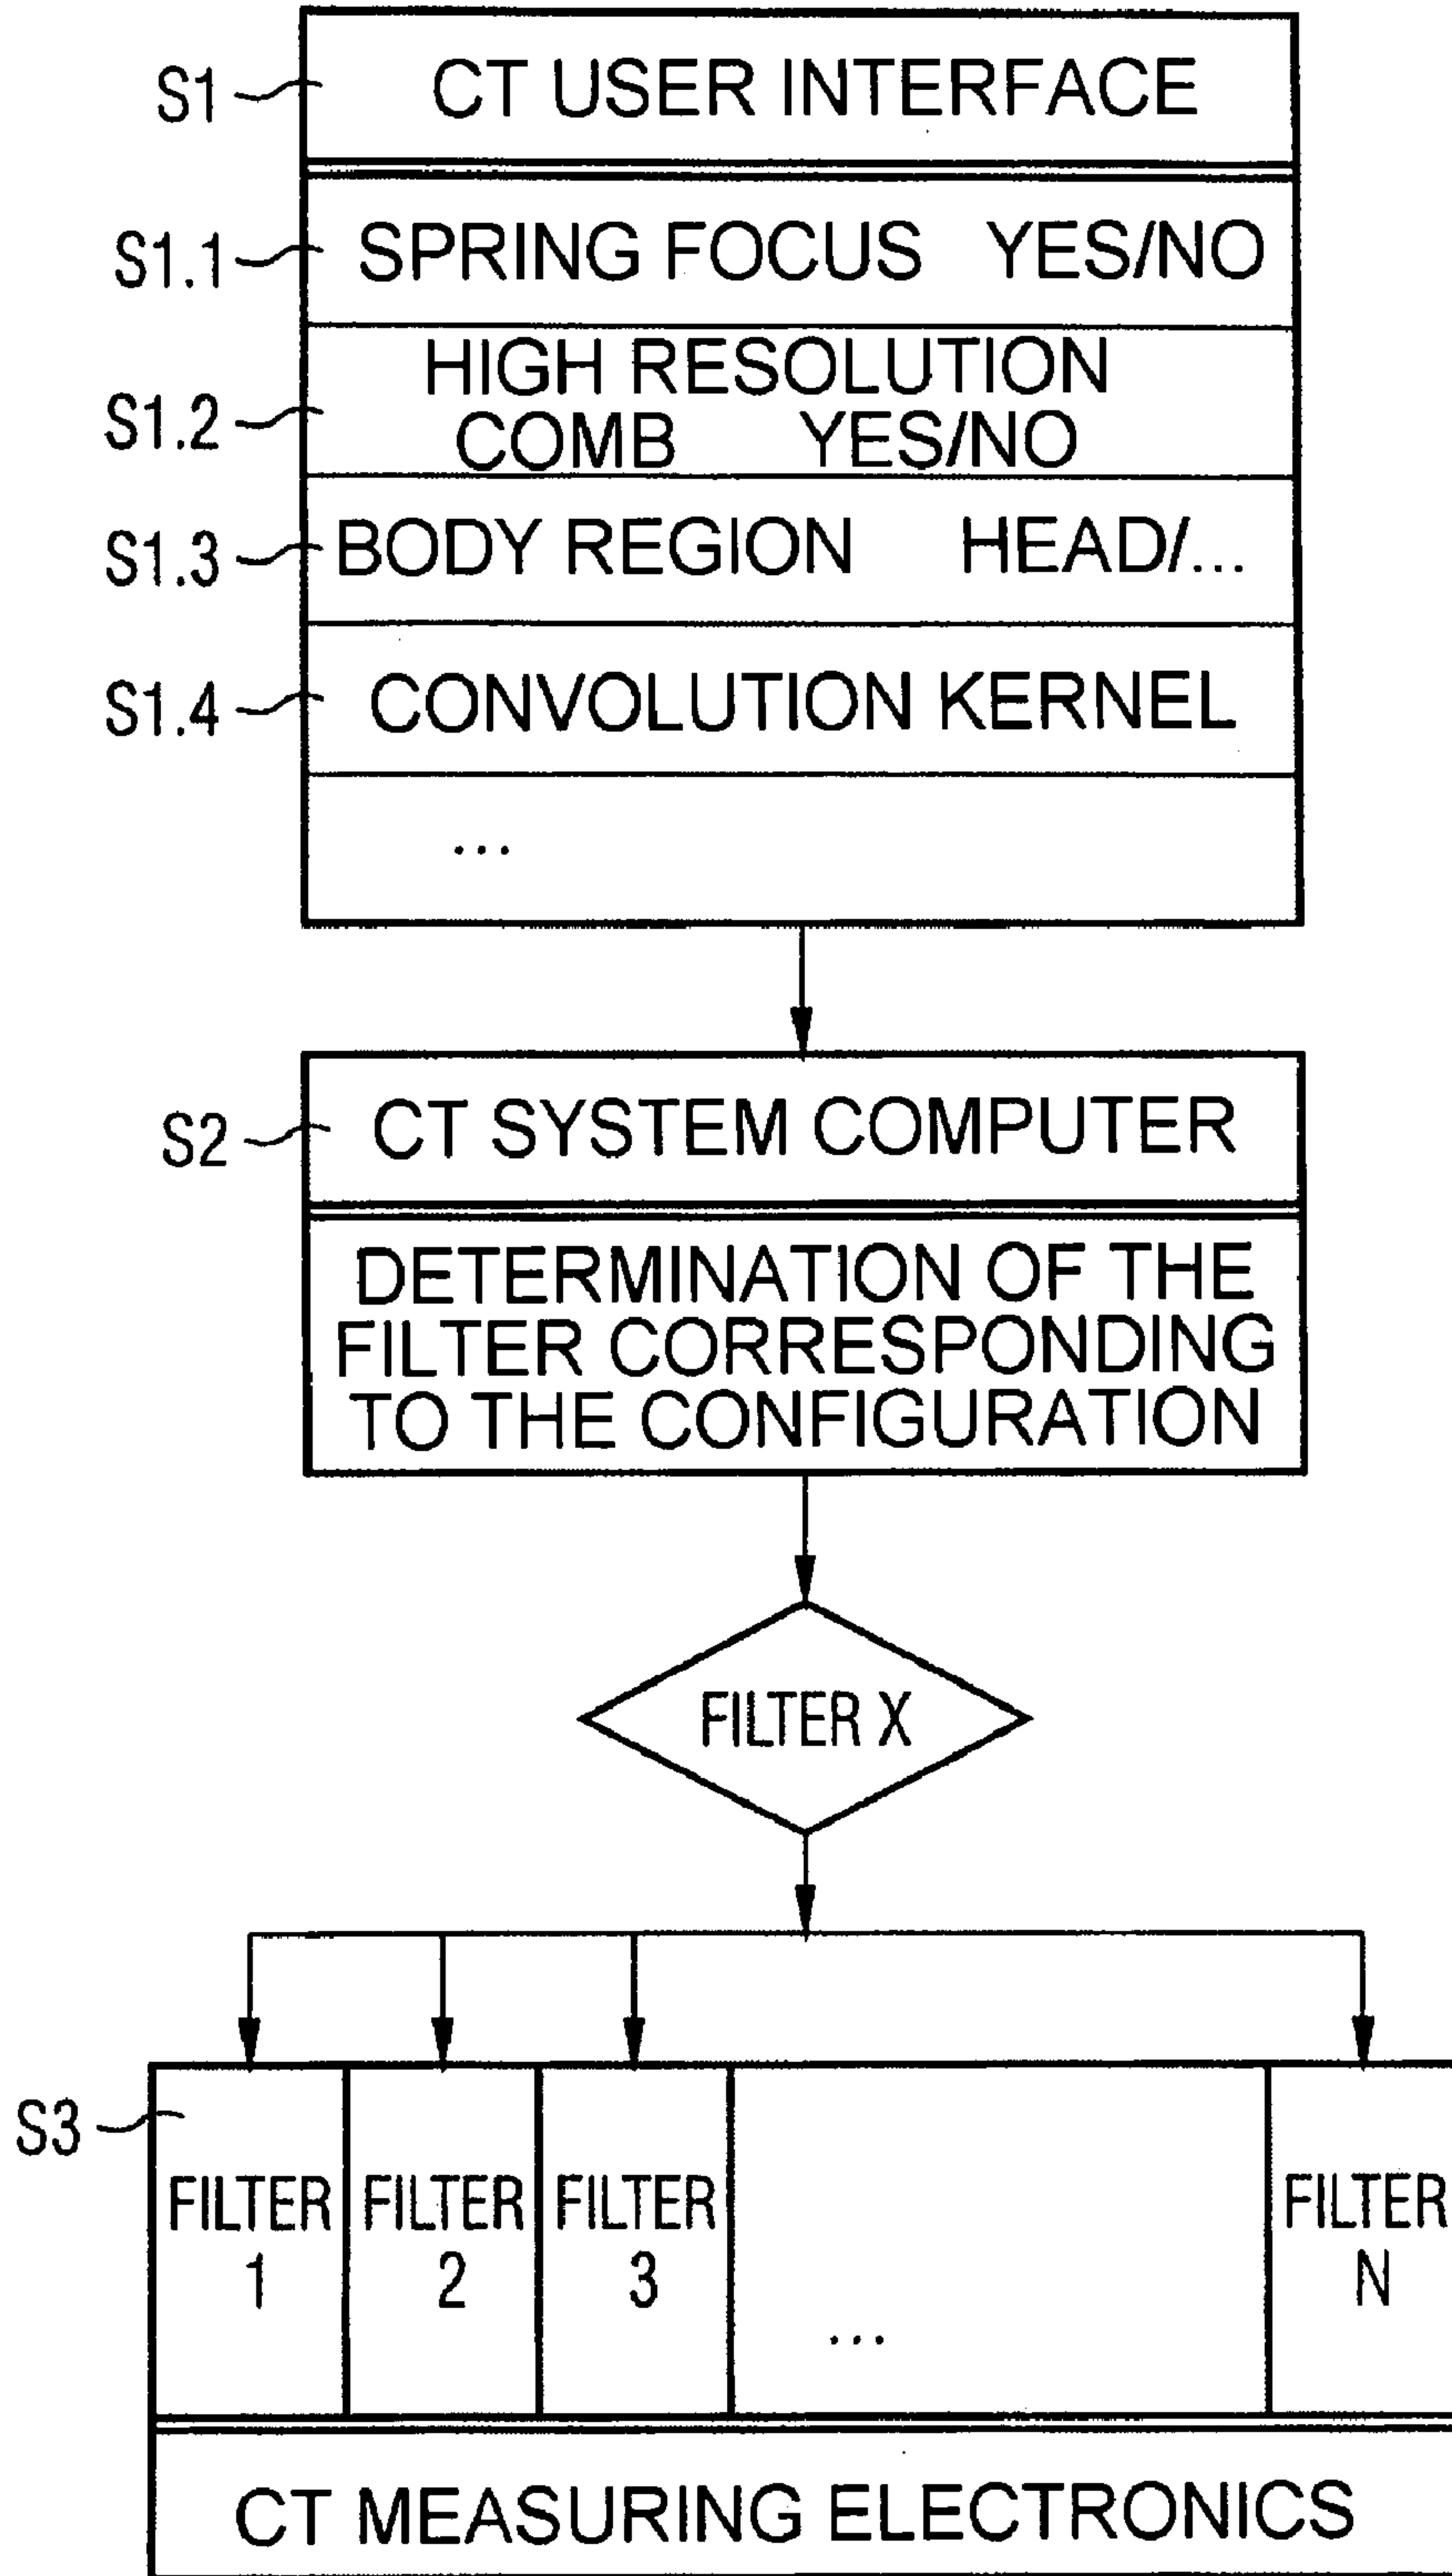 S1 CT USER INTERFACE
S1.1 SPRING FOCUS YES/NO
HIGH RESOLUTION
S1.2 COMB YES/NO
S1.3 BODY REGION HEAD/...
S1.4 CONVOLUTION KERNEL
...
S2 CT SYSTEM COMPUTER
DETERMINATION OF THE
FILTER CORRESPONDING
TO THE CONFIGURATION
FILTER X
S3
FILTER 1
FILTER 2
FILTER 3
...
FILTER N
CT MEASURING ELECTRONICS